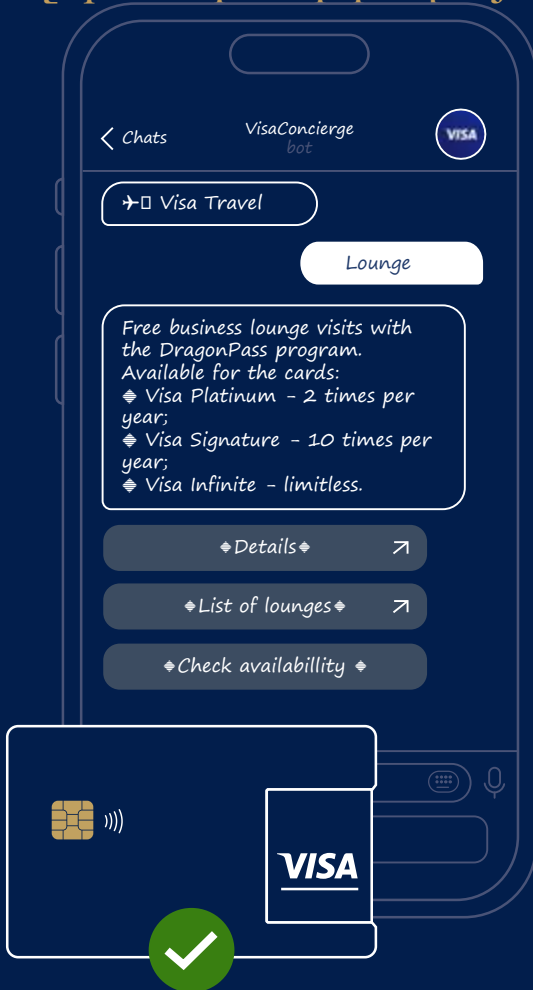 Chats
VisaConcierge
bot
VISA
✈ Visa Travel
Lounge
Free business lounge visits with
the DragonPass program.
Available for the cards:
Visa Platinum - 2 times per
year;
Visa Signature - 10 times per
year;
Visa Infinite - limitless.
Details
List of lounges
Check availabillity
VISA